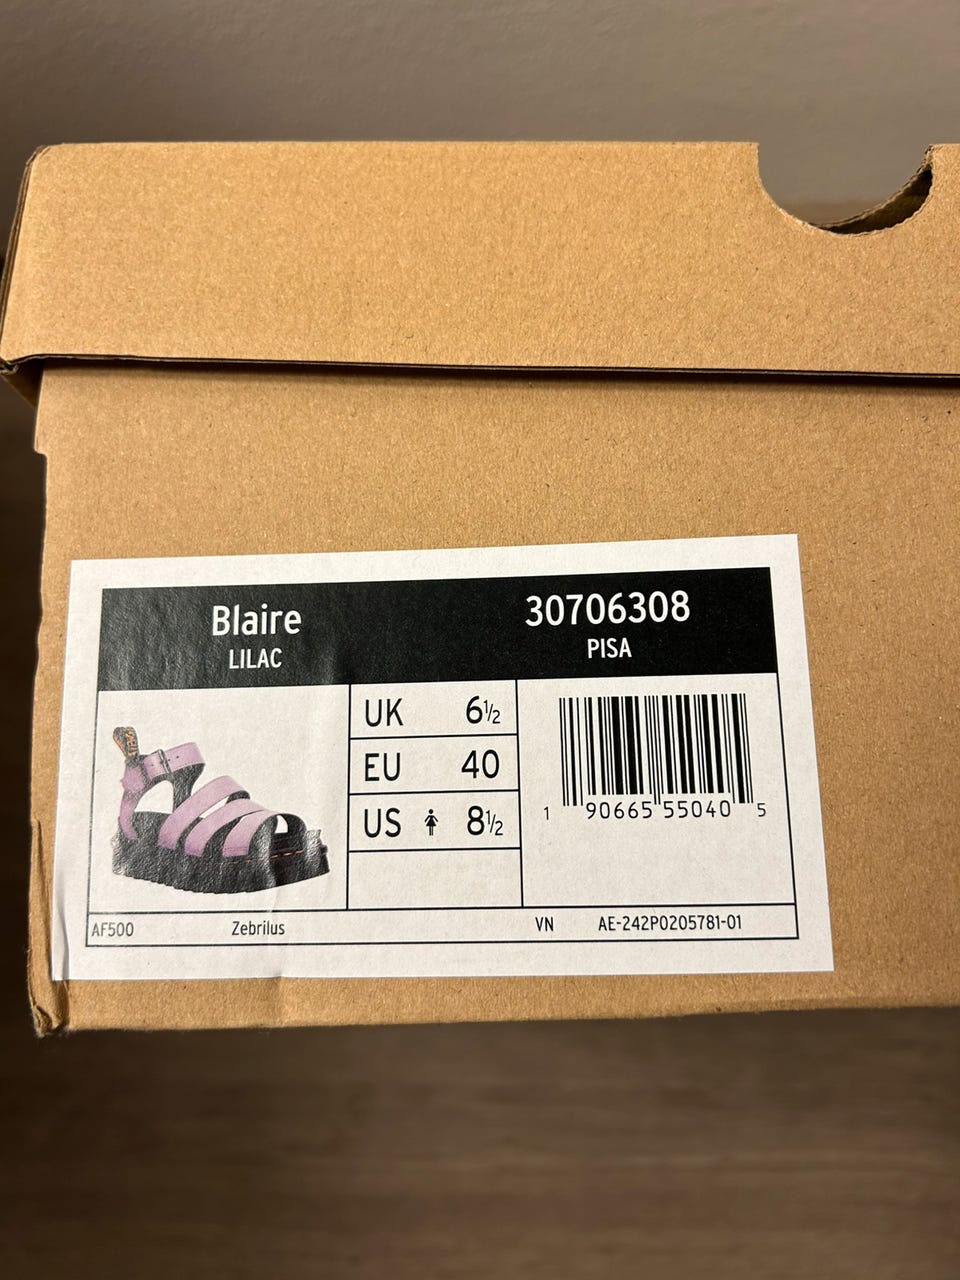 Blaire
LILAC
30706308
PISA
UK 6½
EU 40
US 8½
1 90665 55040 5
AF500 Zebrilus VN AE-242P0205781-01